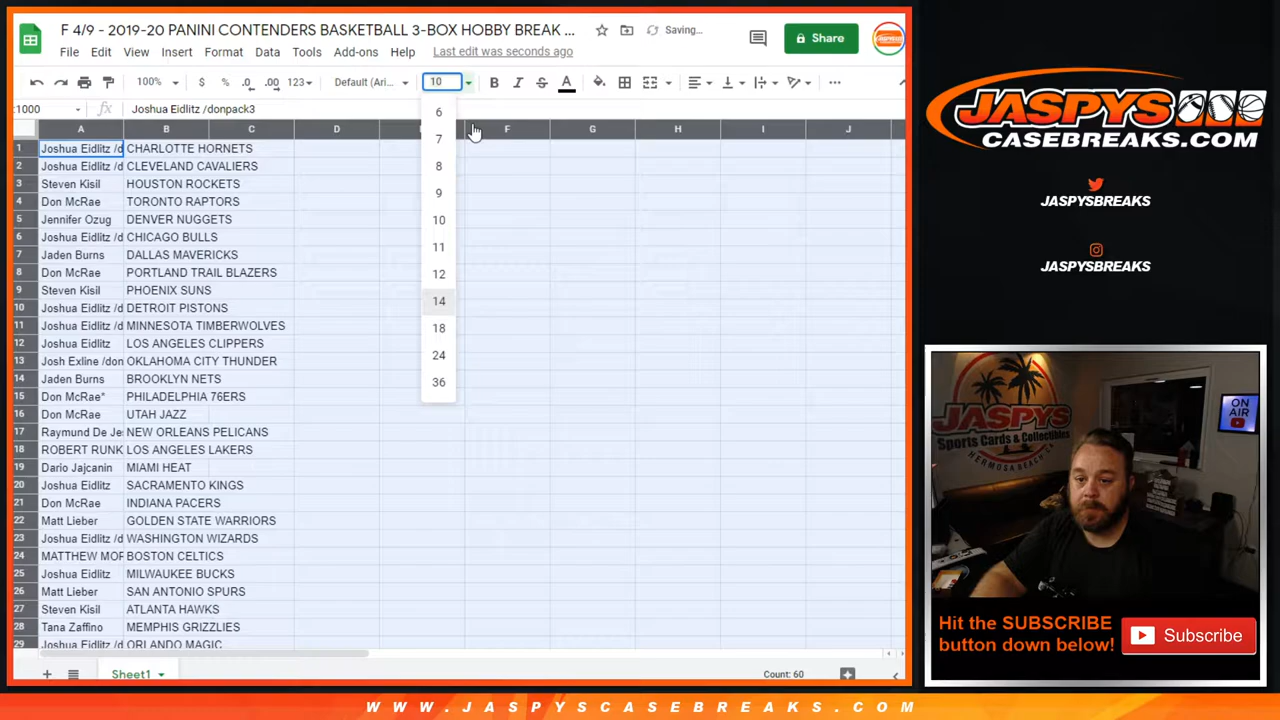 F 4/9 - 2019-20 PANINI CONTENDERS BASKETBALL 3-BOX HOBBY BREAK ...
Saving...
File Edit View Insert Format Data Tools Add-ons Help Last edit was seconds ago
Share
100% $ % .0 .00 123 Default (Ari... 10 B I S A ...
:1000 fx Joshua Eidlitz /donpack3
A B C D F G H I J
1 Joshua Eidlitz /d CHARLOTTE HORNETS
2 Joshua Eidlitz /d CLEVELAND CAVALIERS
3 Steven Kisil HOUSTON ROCKETS
4 Don McRae TORONTO RAPTORS
5 Jennifer Ozug DENVER NUGGETS
6 Joshua Eidlitz /d CHICAGO BULLS
7 Jaden Burns DALLAS MAVERICKS
8 Don McRae PORTLAND TRAIL BLAZERS
9 Steven Kisil PHOENIX SUNS
10 Joshua Eidlitz /d DETROIT PISTONS
11 Joshua Eidlitz /d MINNESOTA TIMBERWOLVES
12 Joshua Eidlitz LOS ANGELES CLIPPERS
13 Josh Exline /don OKLAHOMA CITY THUNDER
14 Jaden Burns BROOKLYN NETS
15 Don McRae* PHILADELPHIA 76ERS
16 Don McRae UTAH JAZZ
17 Raymund De Je NEW ORLEANS PELICANS
18 ROBERT RUNK LOS ANGELES LAKERS
19 Dario Jajcanin MIAMI HEAT
20 Joshua Eidlitz /d SACRAMENTO KINGS
21 Don McRae INDIANA PACERS
22 Matt Lieber GOLDEN STATE WARRIORS
23 Joshua Eidlitz /d WASHINGTON WIZARDS
24 MATTHEW MOF BOSTON CELTICS
25 Joshua Eidlitz MILWAUKEE BUCKS
26 Matt Lieber SAN ANTONIO SPURS
27 Steven Kisil ATLANTA HAWKS
28 Tana Zaffino MEMPHIS GRIZZLIES
29 Joshua Eidlitz /d ORLANDO MAGIC
6
7
8
9
10
11
12
14
18
24
36
Sheet1
Count: 60
JASPYS
CASEBREAKS.COM
JASPYSBREAKS
JASPYSBREAKS
JASPYS
Sports Cards & Collectibles
HERMOSA BEACH CA
ON
AIR
Hit the SUBSCRIBE
button down below!
Subscribe
WWW.JASPYSCASEBREAKS.COM